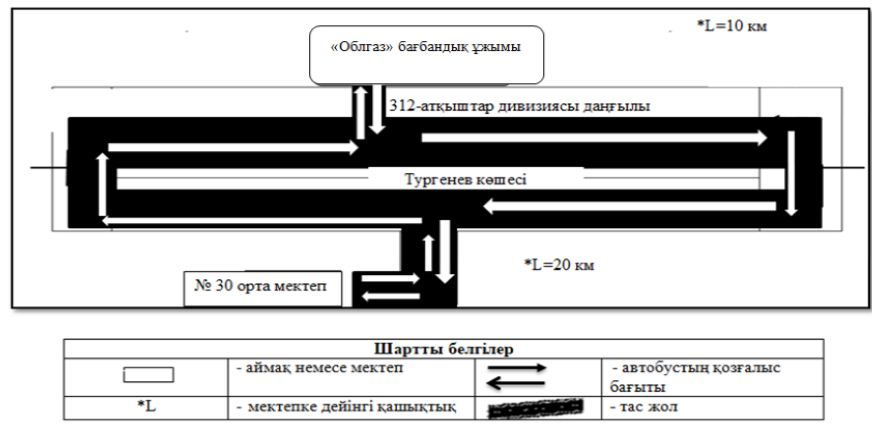 *L=10 км
«Облгаз» бағбандық ұжымы
312-атқыштар дивизиясы даңғылы
Тургенев көшесі
*L=20 км
№ 30 орта мектеп
Шартты белгілер
- аймақ немесе мектеп
- автобустың қозғалыс
бағыты
*L
- мектепке дейінгі қашықтық
- тас жол